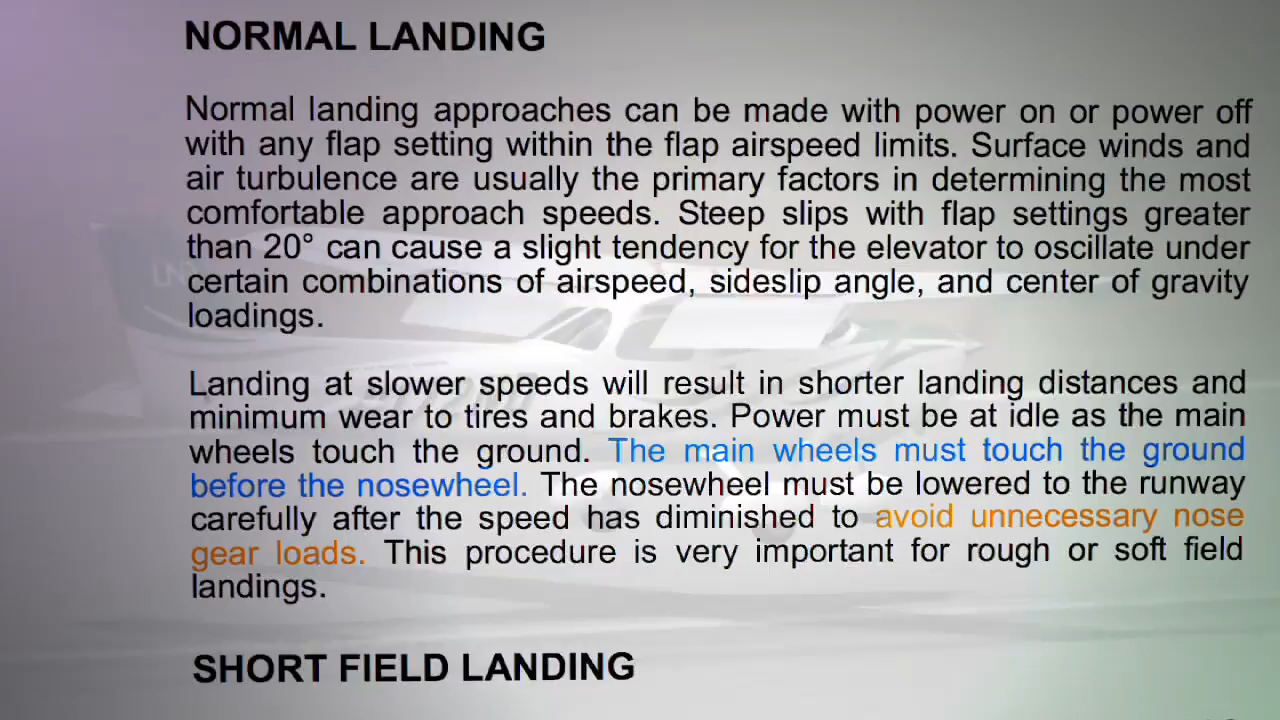 NORMAL LANDING
Normal landing approaches can be made with power on or power off
with any flap setting within the flap airspeed limits. Surface winds and
air turbulence are usually the primary factors in determining the most
comfortable approach speeds. Steep slips with flap settings greater
than 20° can cause a slight tendency for the elevator to oscillate under
certain combinations of airspeed, sideslip angle, and center of gravity
loadings.
Landing at slower speeds will result in shorter landing distances and
minimum wear to tires and brakes. Power must be at idle as the main
wheels touch the ground. The main wheels must touch the ground
before the nosewheel. The nosewheel must be lowered to the runway
carefully after the speed has diminished to avoid unnecessary nose
gear loads. This procedure is very important for rough or soft field
landings.
SHORT FIELD LANDING